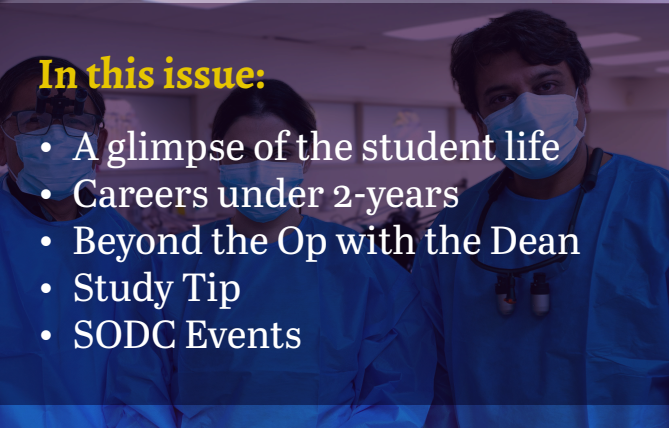 In this issue:
• A glimpse of the student life
• Careers under 2-years
• Beyond the Op with the Dean
• Study Tip
• SODC Events